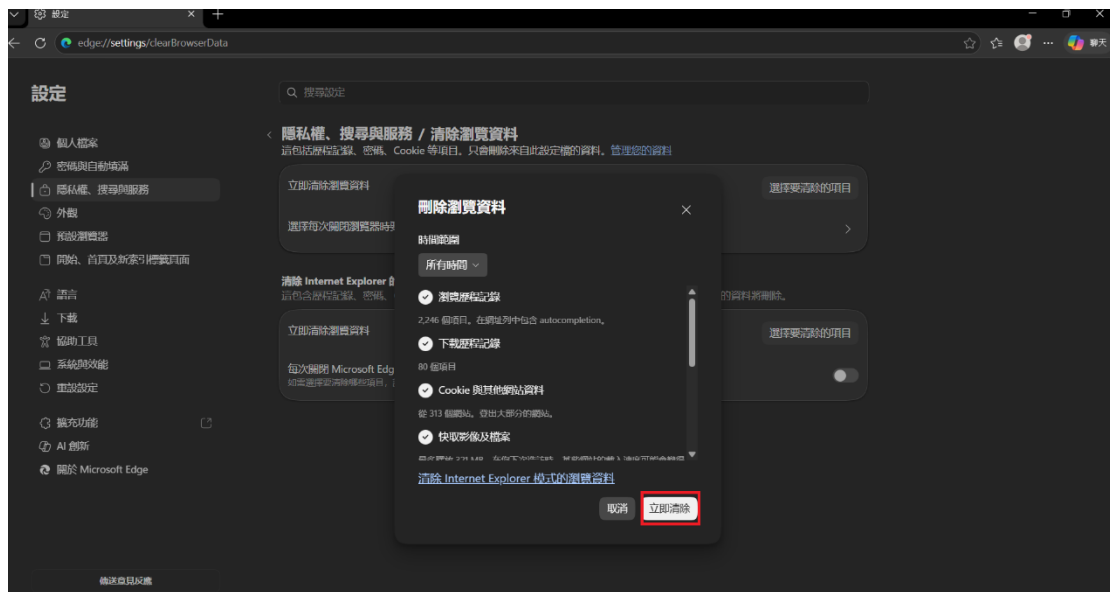 設定
edge://settings/clearBrowserData
聊天
設定
搜尋設定
個人檔案
密碼與自動填滿
隱私權、搜尋與服務
外觀
預設瀏覽器
開始、首頁及新索引標籤頁面
語言
下載
協助工具
系統與效能
重設設定
擴充功能
AI 創新
關於 Microsoft Edge
傳送意見反應
隱私權、搜尋與服務 / 清除瀏覽資料
這包括歷程記錄、密碼、Cookie 等項目。只會刪除來自此設定檔的資料。管理您的資料
立即清除瀏覽資料
選擇要清除的項目
選擇每次關閉瀏覽器時
清除 Internet Explorer 的
這包含歷程記錄、密碼、
的資料將刪除。
立即清除瀏覽資料
選擇要清除的項目
每次關閉 Microsoft Edg
如需選擇要清除哪些項目，
刪除瀏覽資料
時間範圍
所有時間
瀏覽歷程記錄
2,246 個項目。在網址列中包含 autocompletion。
下載歷程記錄
80 個項目
Cookie 與其他網站資料
從 313 個網站。登出大部分的網站。
快取影像及檔案
清除 Internet Explorer 模式的瀏覽資料
取消
立即清除